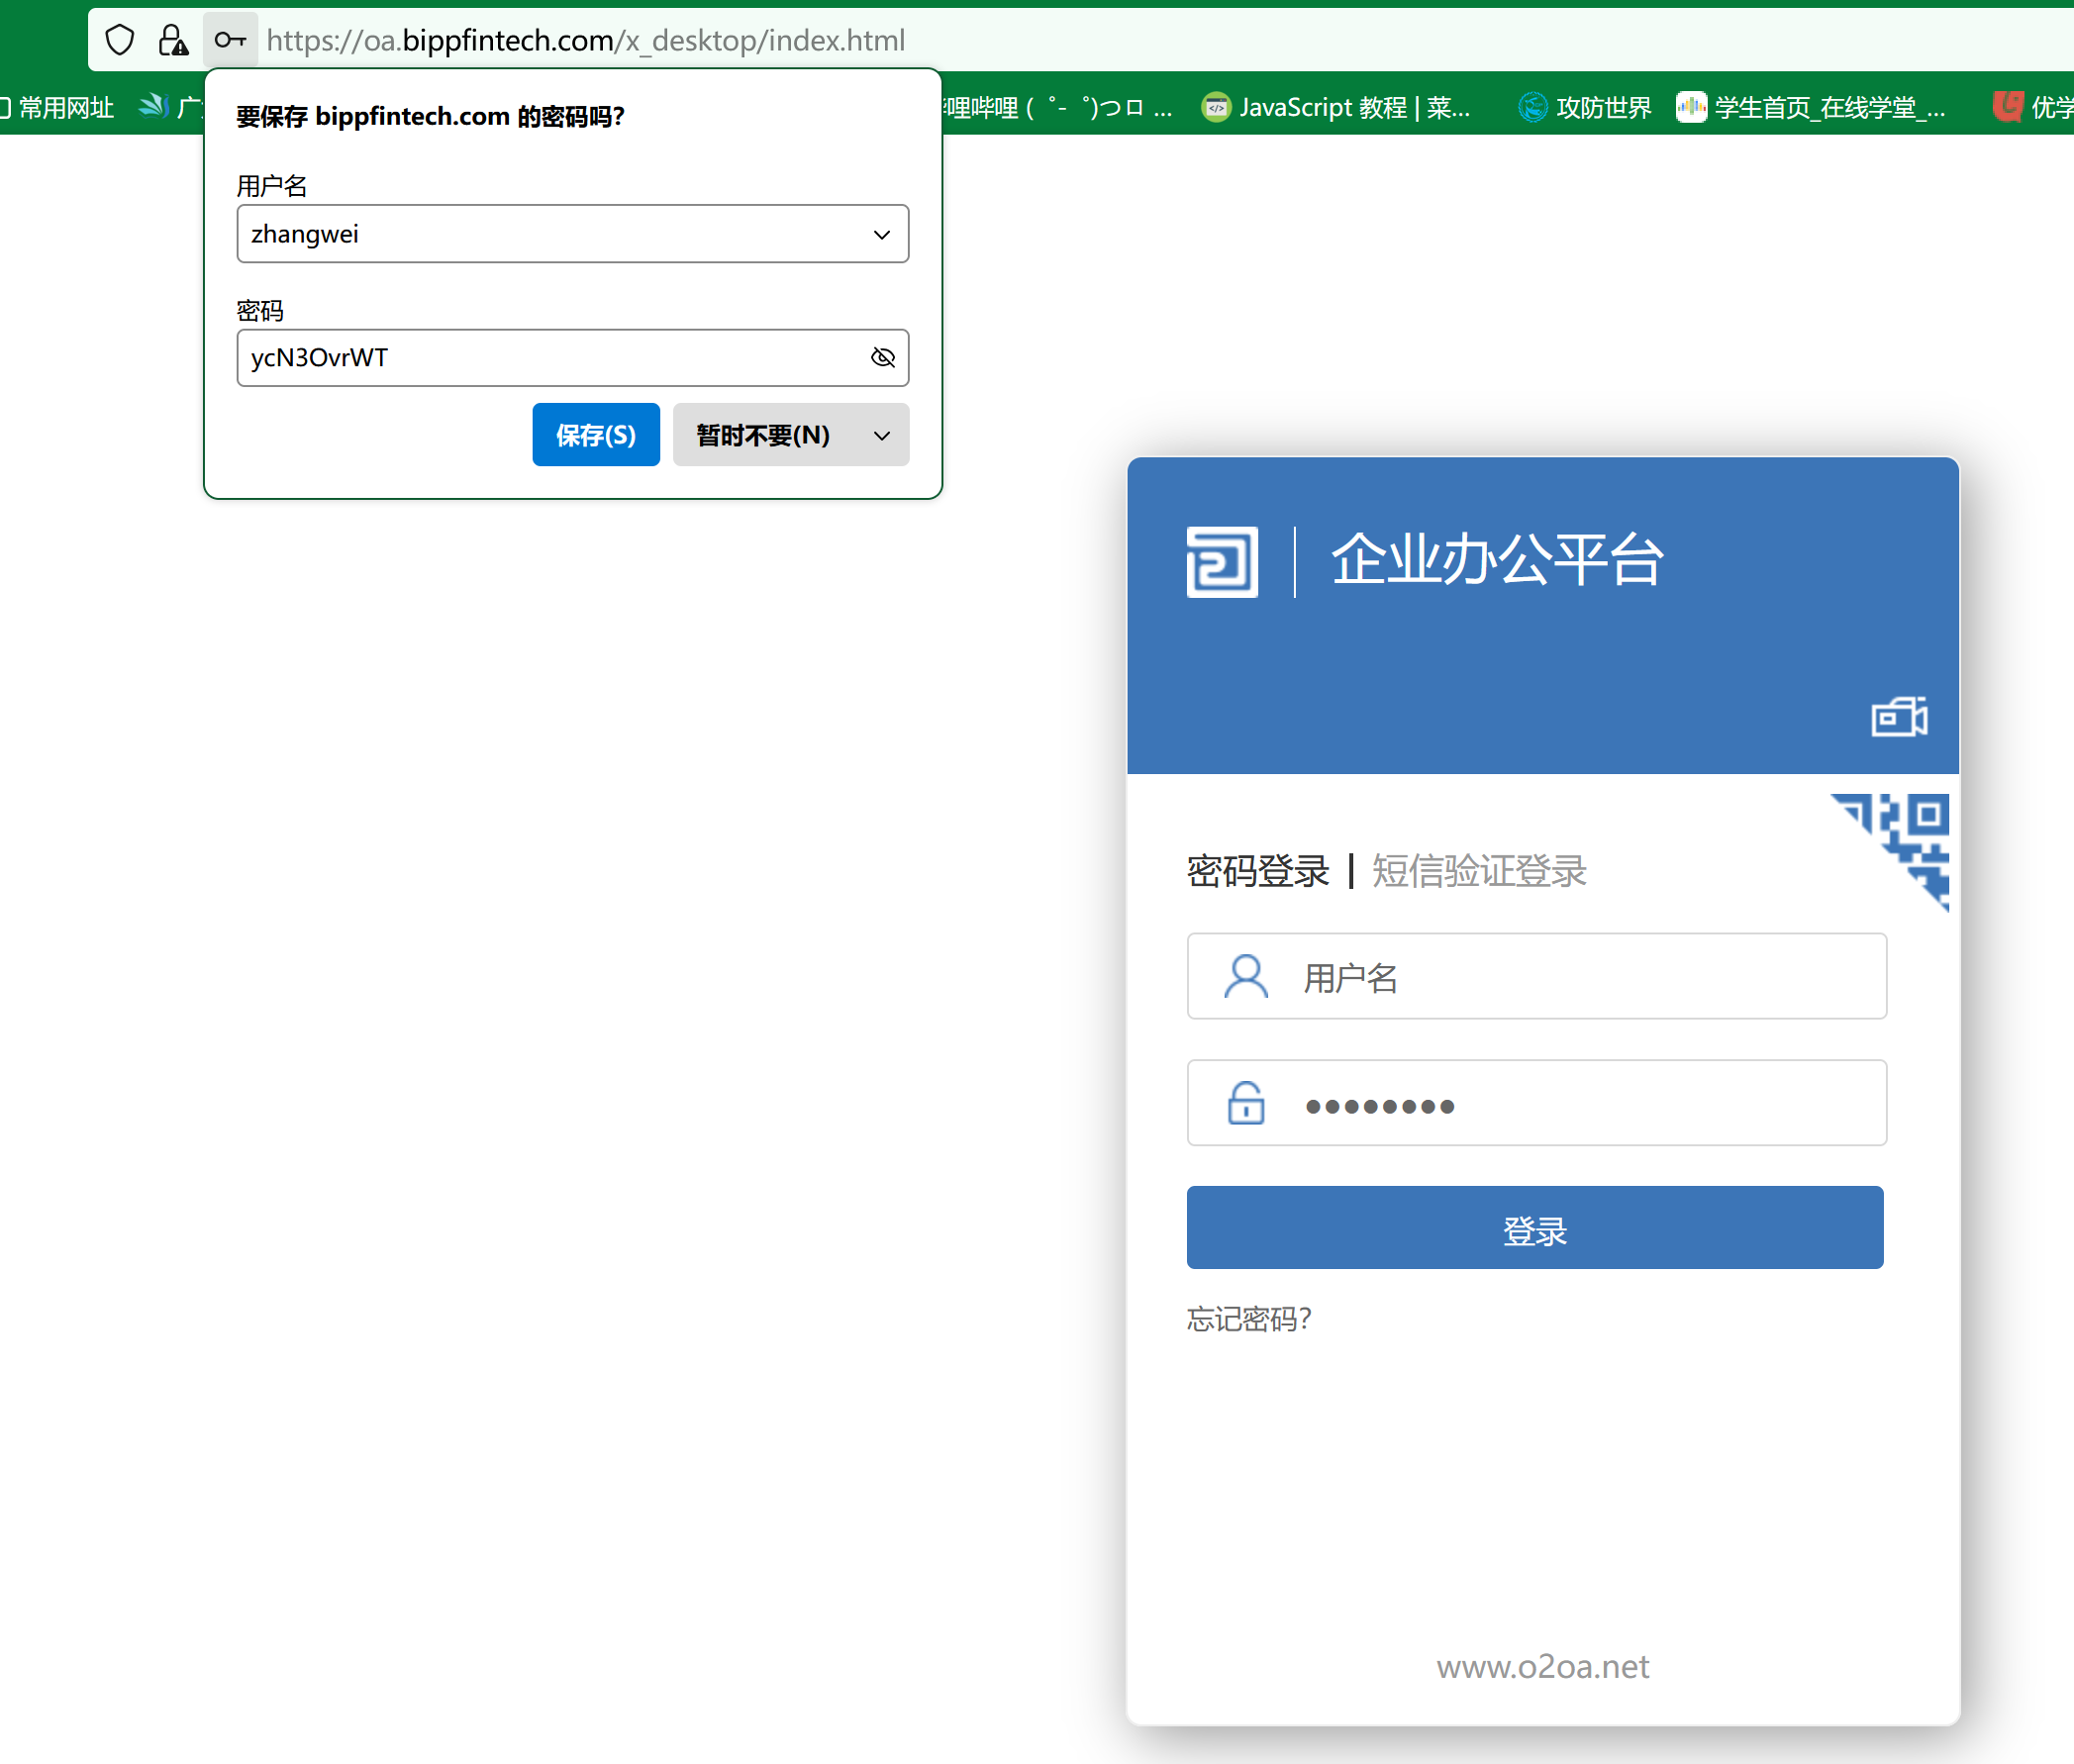 https://oa.bippfintech.com/x_desktop/index.html
常用网址
哔哩哔哩 ( ゜- ゜)つロ ...
JavaScript 教程 | 菜...
攻防世界
学生首页_在线学堂_...
优学
要保存 bippfintech.com 的密码吗?
用户名
zhangwei
密码
ycN3OvrWT
保存(S)
暂时不要(N)
企业办公平台
密码登录 | 短信验证登录
用户名
••••••••
登录
忘记密码?
www.o2oa.net